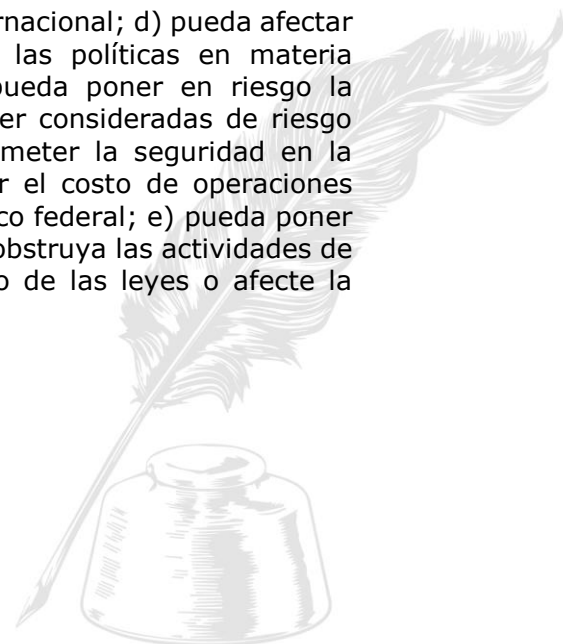 rnacional; d) pueda afectar
las políticas en materia
pueda poner en riesgo la
er consideradas de riesgo
meter la seguridad en la
r el costo de operaciones
co federal; e) pueda poner
obstruya las actividades de
o de las leyes o afecte la